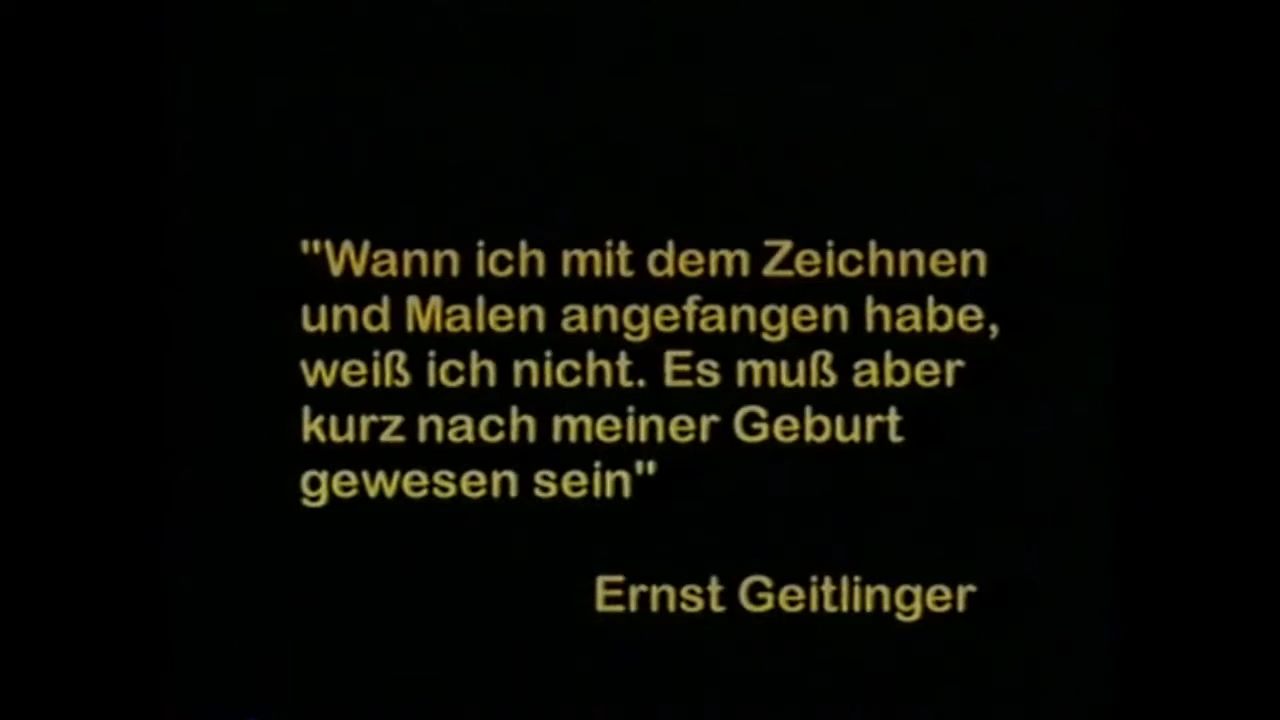 "Wann ich mit dem Zeichnen
und Malen angefangen habe,
weiß ich nicht. Es muß aber
kurz nach meiner Geburt
gewesen sein"
Ernst Geitlinger